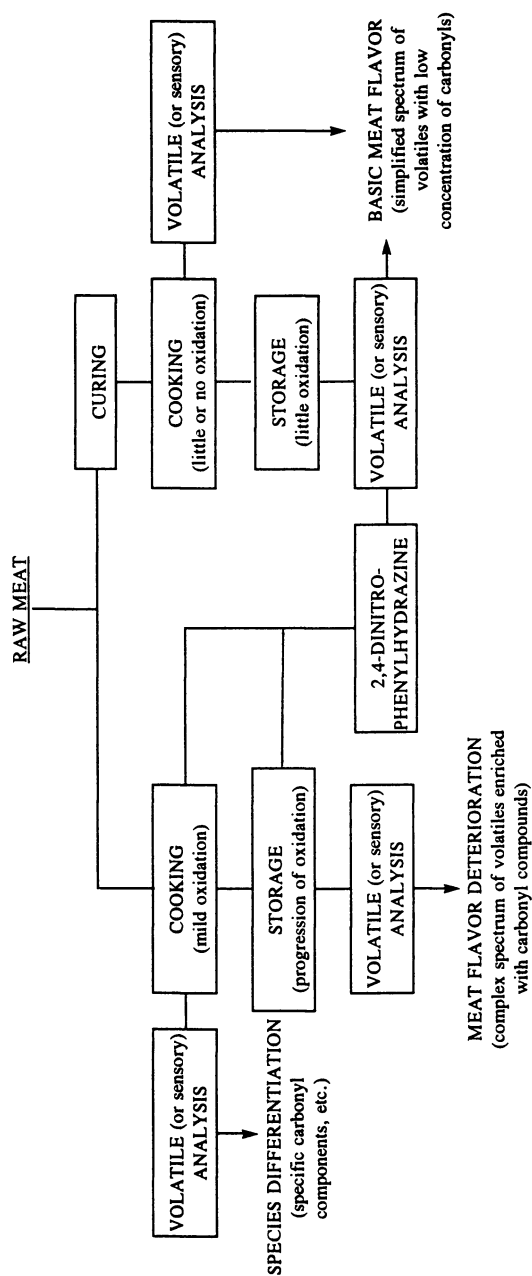 RAW MEAT
CURING
COOKING
(mild oxidation)
COOKING
(little or no oxidation)
VOLATILE (or sensory)
ANALYSIS
VOLATILE (or sensory)
ANALYSIS
STORAGE
(progression of oxidation)
STORAGE
(little oxidation)
SPECIES DIFFERENTIATION
(specific carbonyl
components, etc.)
VOLATILE (or sensory)
ANALYSIS
2,4-DINITRO-
PHENYLHYDRAZINE
VOLATILE (or sensory)
ANALYSIS
BASIC MEAT FLAVOR
(simplified spectrum of
volatiles with low
concentration of carbonyls)
MEAT FLAVOR DETERIORATION
(complex spectrum of volatiles enriched
with carbonyl compounds)